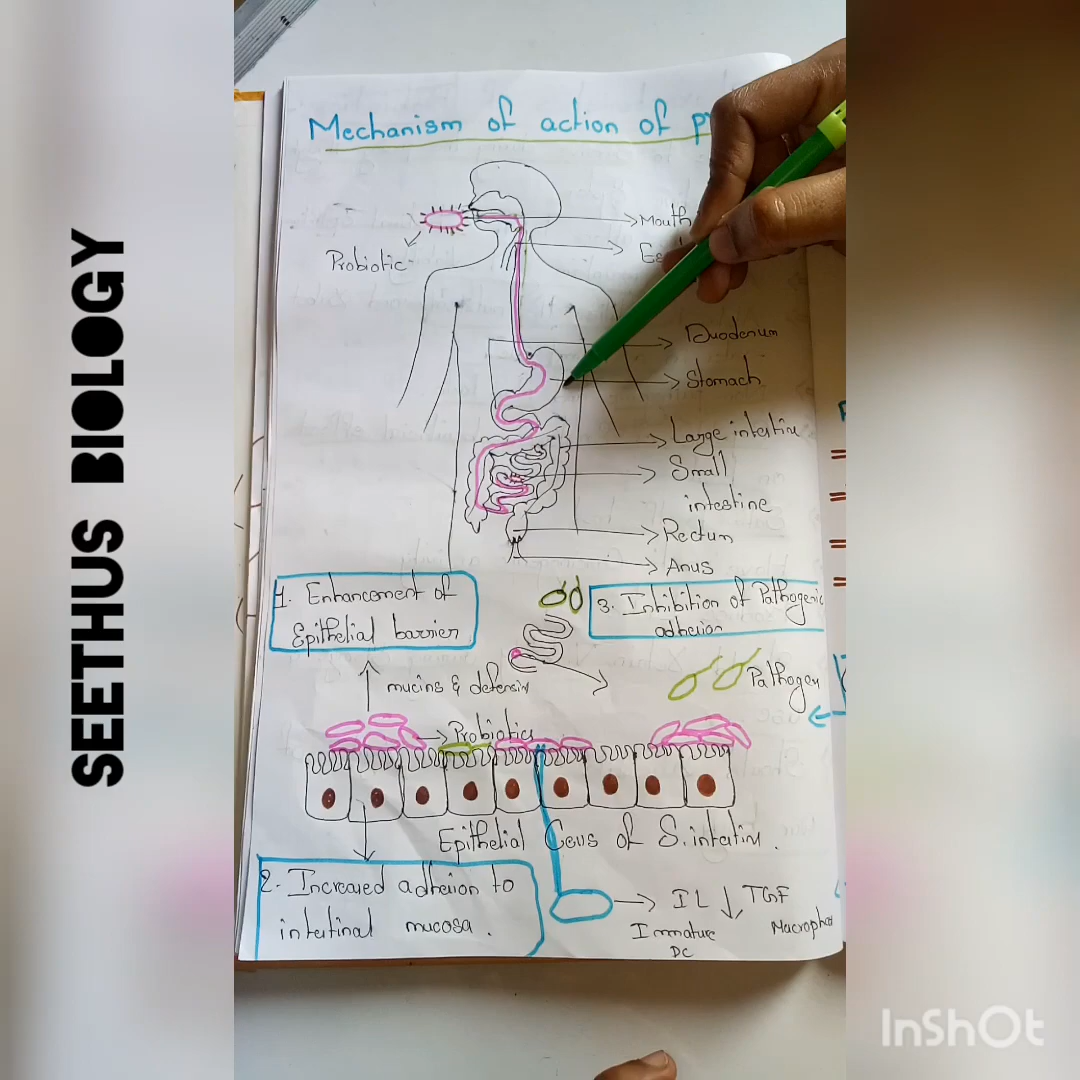 SEETHUS BIOLOGY
Mechanism of action of
Probiotic
Mouth
Duodenum
Stomach
Large intestine
Small
intestine
Rectum
Anus
1. Enhancement of
Epithelial barrier
3. Inhibition of Pathogenic
adhesion
mucins & defensin
Pathogen
Probiotics
Epithelial Cells of S. intestine.
2. Increased adhesion to
intestinal mucosa.
IL ↓ TGF
Immature
DC
InShOt